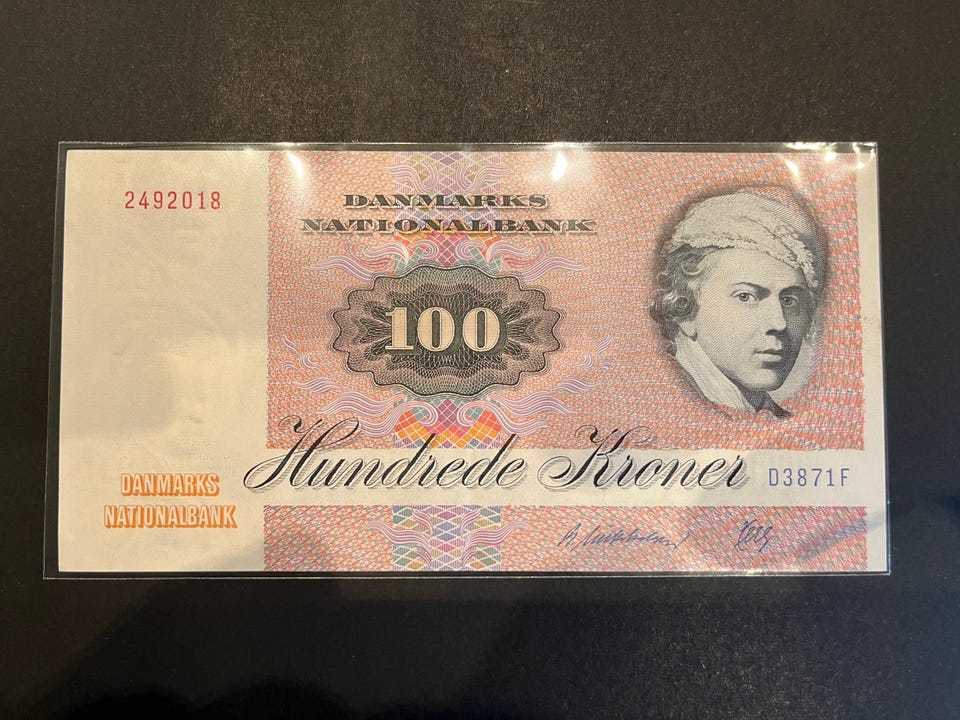 2492018
DANMARKS
NATIONALBANK
100
Hundrede Kroner
D3871F
DANMARKS
NATIONALBANK